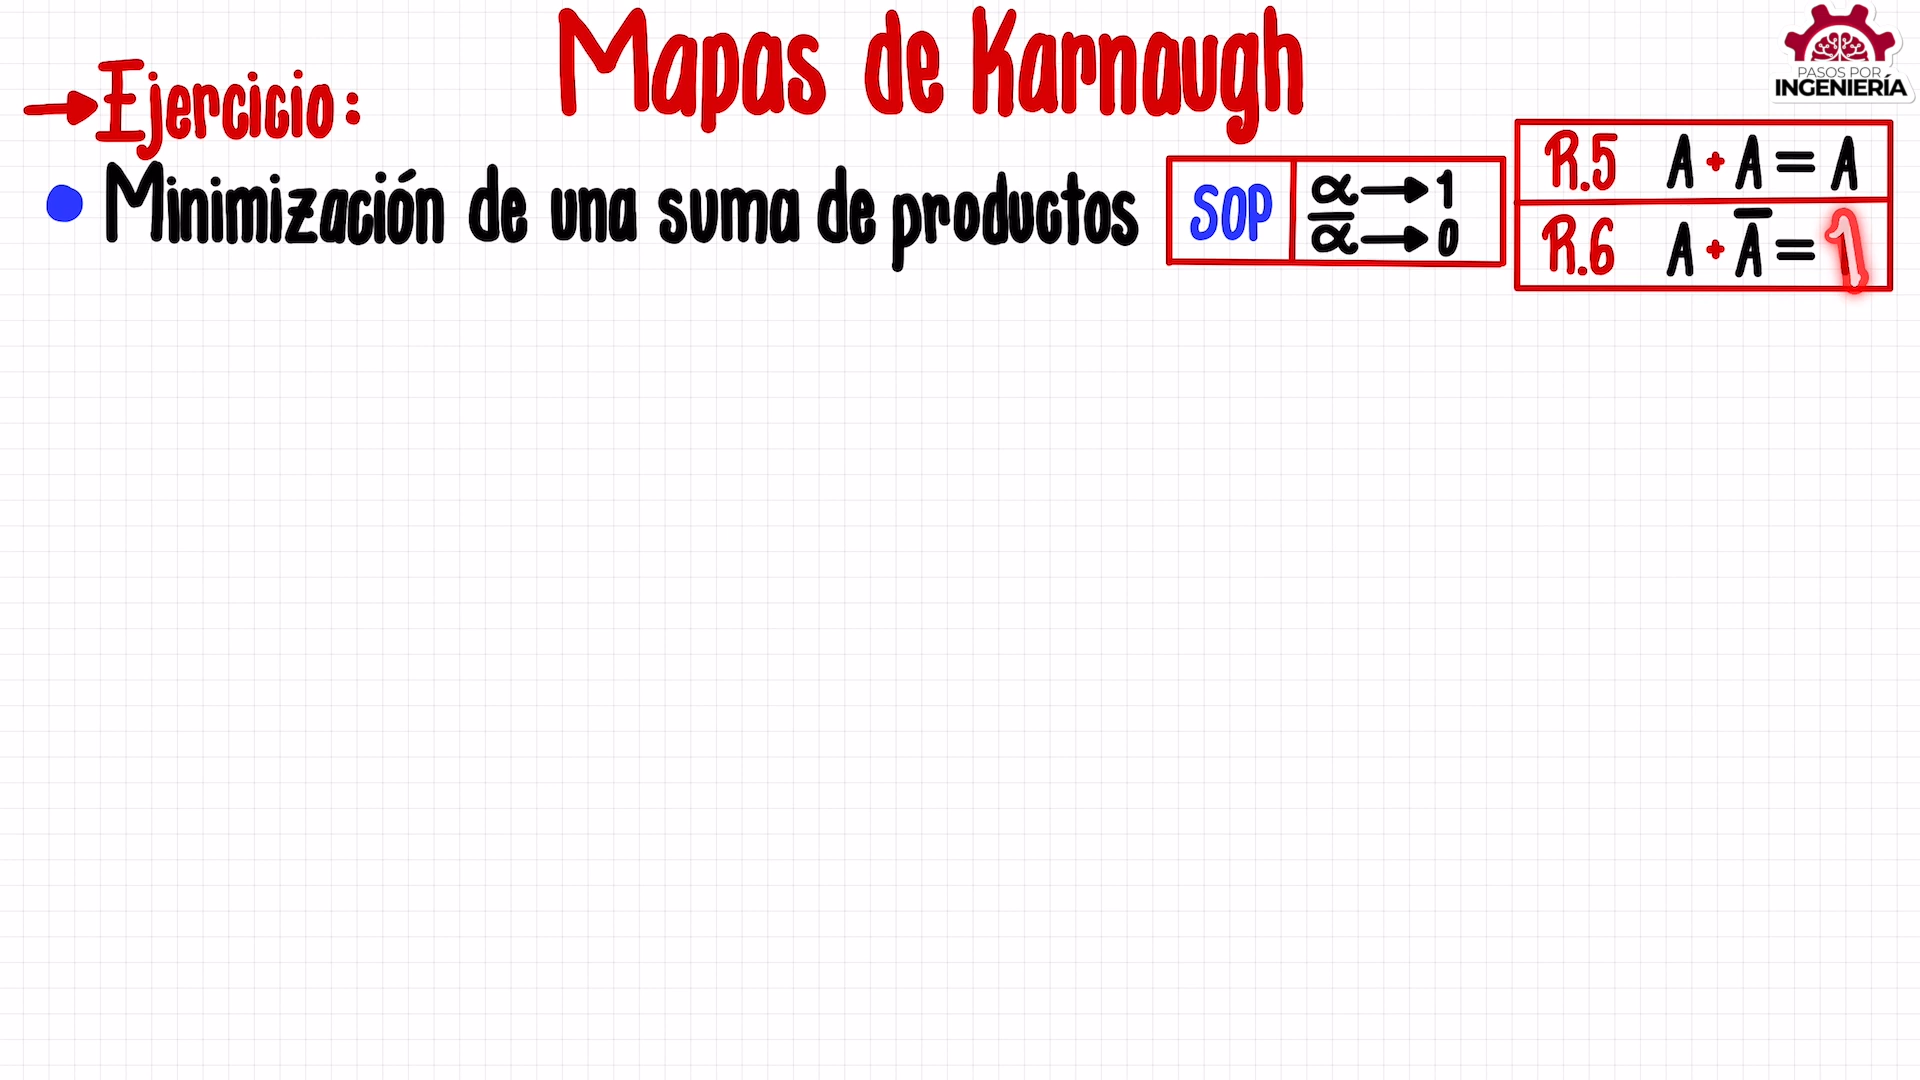 Mapas de Karnaugh
PASOS POR
INGENIERÍA
→Ejercicio:
• Minimización de una suma de productos
SOP
α→1
α̅→0
R.5 A + A = A
R.6 A + A̅ = 1